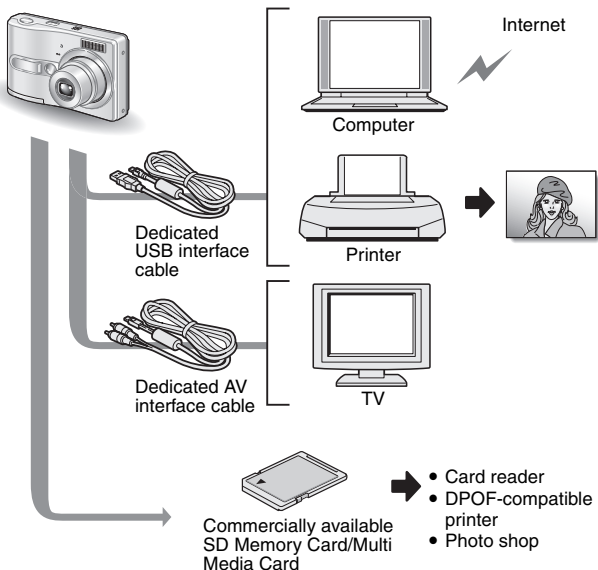 Internet
Computer
Dedicated
USB interface
cable
Printer
Dedicated AV
interface cable
TV
Commercially available
SD Memory Card/Multi
Media Card
• Card reader
• DPOF-compatible
printer
• Photo shop